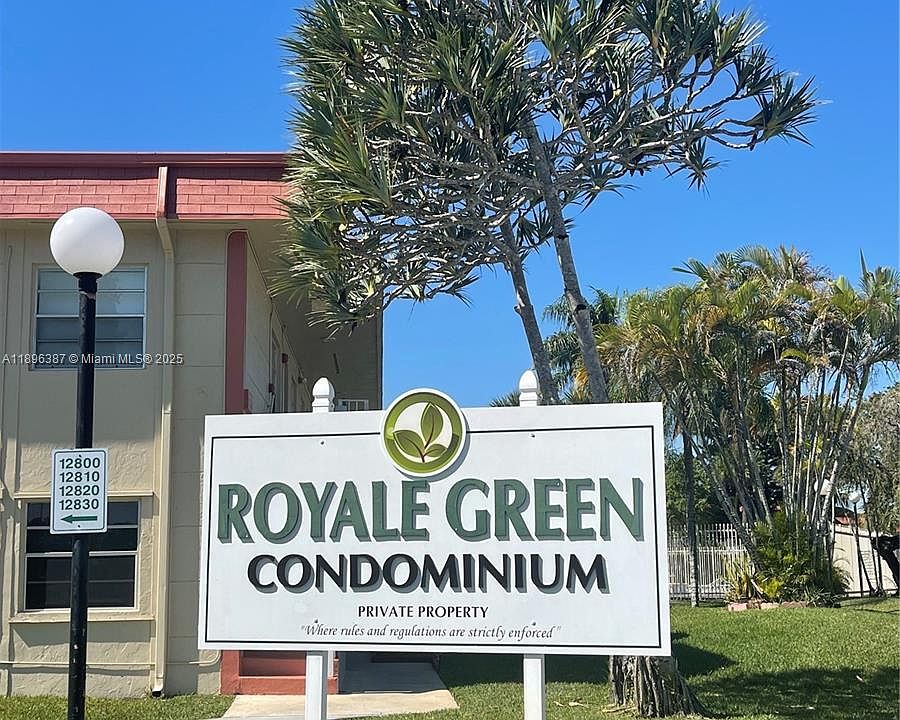 A11896387 © Miami MLS® 2025
12800
12810
12820
12830
ROYALE GREEN
CONDOMINIUM
PRIVATE PROPERTY
"Where rules and regulations are strictly enforced"